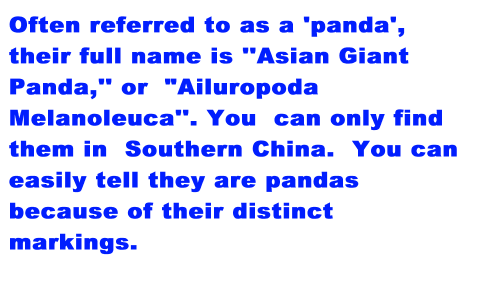 Often referred to as a 'panda',
their full name is "Asian Giant
Panda," or  "Ailuropoda
Melanoleuca". You  can only find
them in  Southern China.  You can
easily tell they are pandas
because of their distinct
markings.